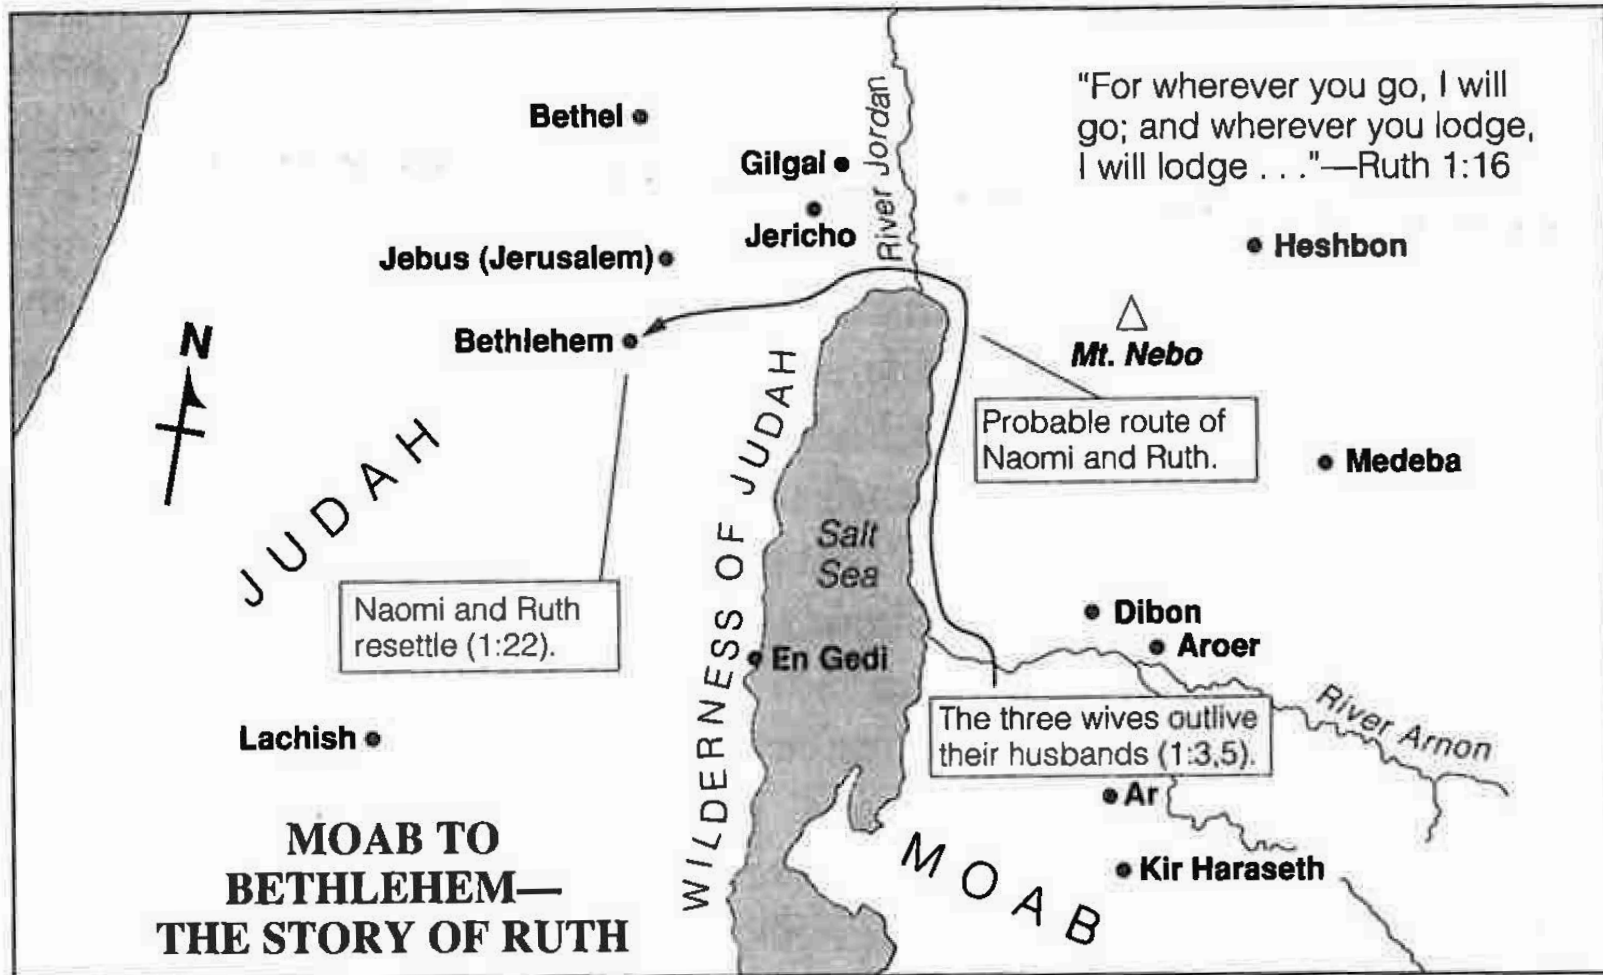 "For wherever you go, I will
go; and wherever you lodge,
I will lodge . . ."—Ruth 1:16
Bethel
Gilgal
River Jordan
Jericho
Jebus (Jerusalem)
Heshbon
Mt. Nebo
Bethlehem
N
Probable route of
Naomi and Ruth.
Medeba
JUDAH
WILDERNESS OF JUDAH
Salt
Sea
Naomi and Ruth
resettle (1:22).
En Gedi
Dibon
Aroer
River Arnon
The three wives outlive
their husbands (1:3,5).
Lachish
Ar
Kir Haraseth
MOAB
MOAB TO
BETHLEHEM—
THE STORY OF RUTH